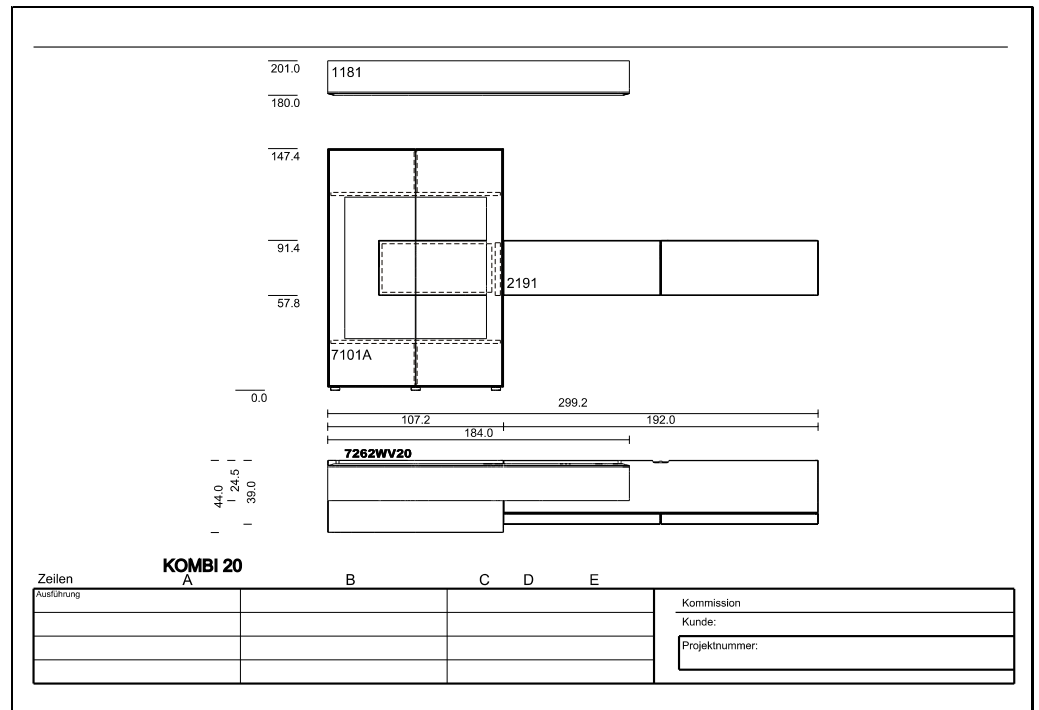 201.0
1181
180.0
147.4
91.4
2191
57.8
7101A
0.0
299.2
107.2
192.0
184.0
7262WV20
44.0
24.5
39.0
KOMBI 20
Zeilen A B C D E
Ausführung
Kommission
Kunde:
Projektnummer: